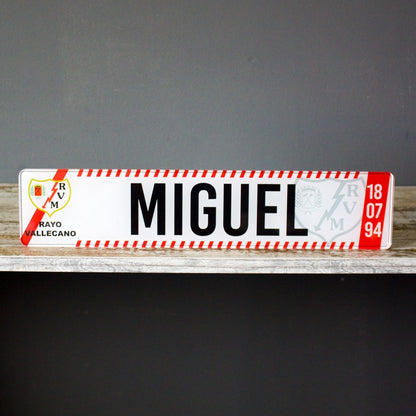 RVM
RAYO
VALLECANO
MIGUEL
RVM
18
07
94